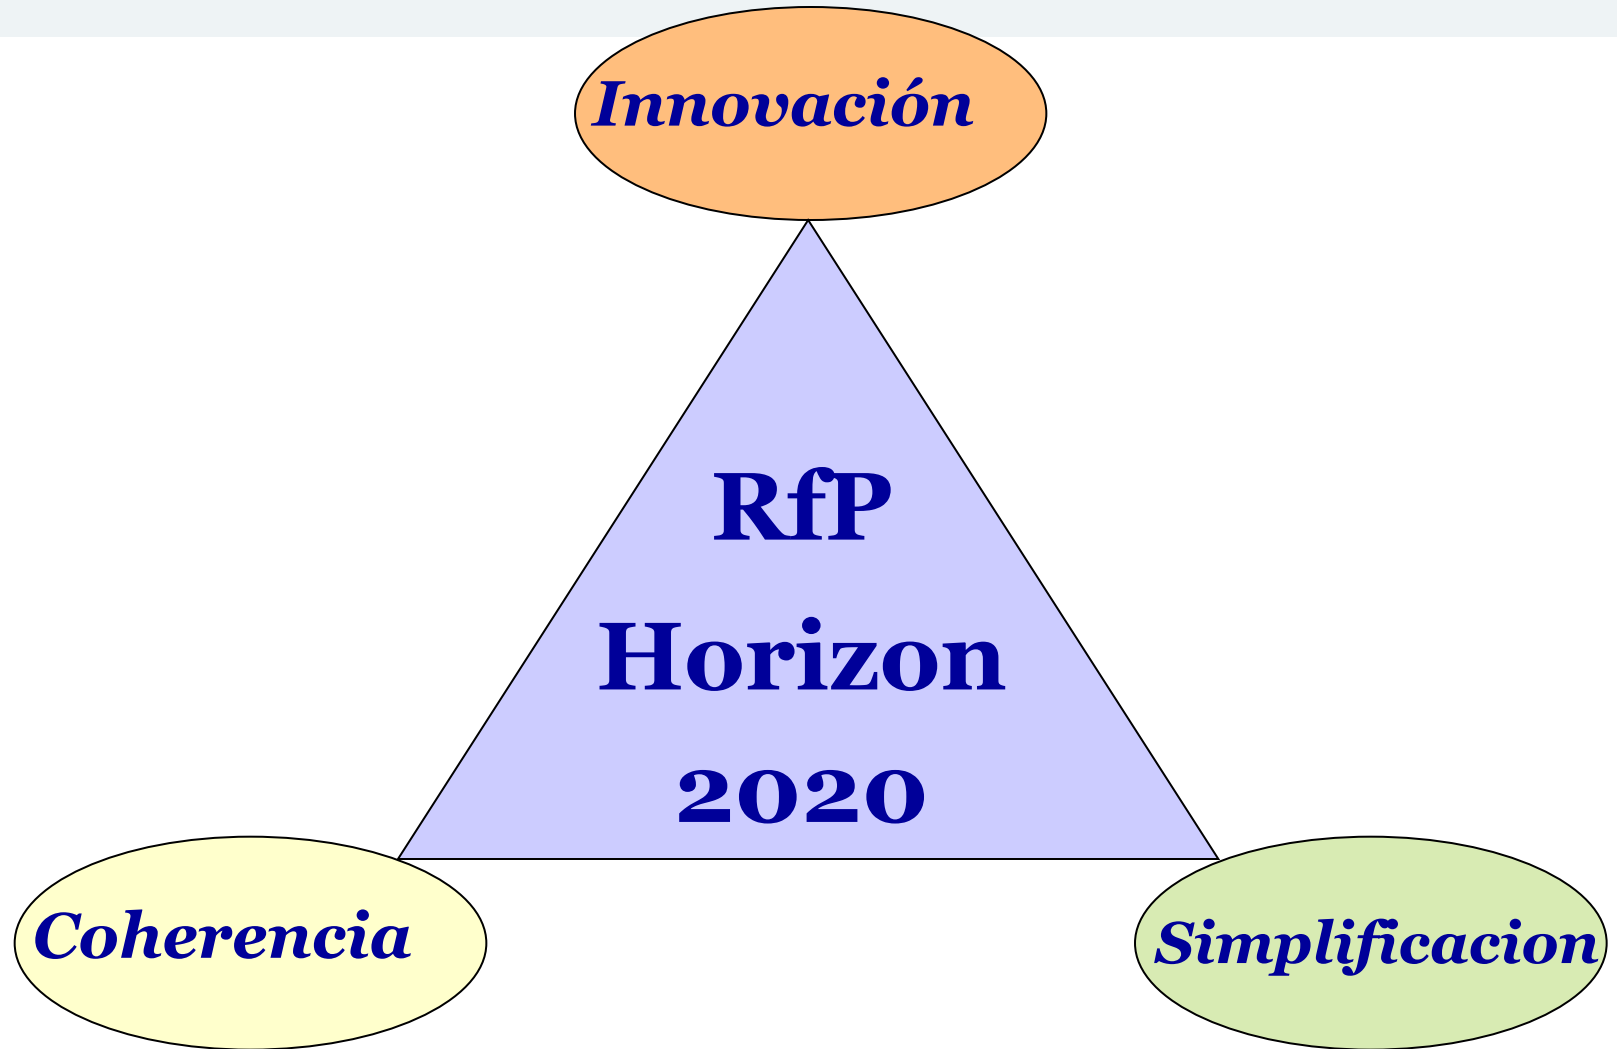 Innovación
RfP
Horizon
2020
Coherencia
Simplificacion